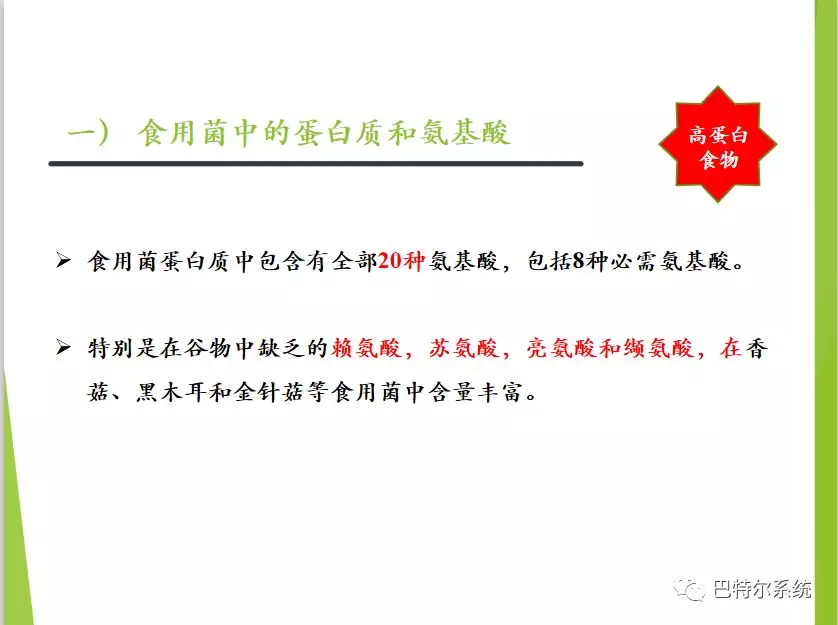 一） 食用菌中的蛋白质和氨基酸
高蛋白
食物
食用菌蛋白质中包含有全部20种氨基酸，包括8种必需氨基酸。
特别是在谷物中缺乏的赖氨酸，苏氨酸，亮氨酸和缬氨酸，在香
菇、黑木耳和金针菇等食用菌中含量丰富。
巴特尔系统